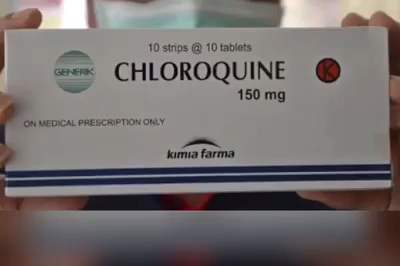 10 strips @ 10 tablets
GENERIK
CHLOROQUINE
K
150 mg
ON MEDICAL PRESCRIPTION ONLY
kimia farma